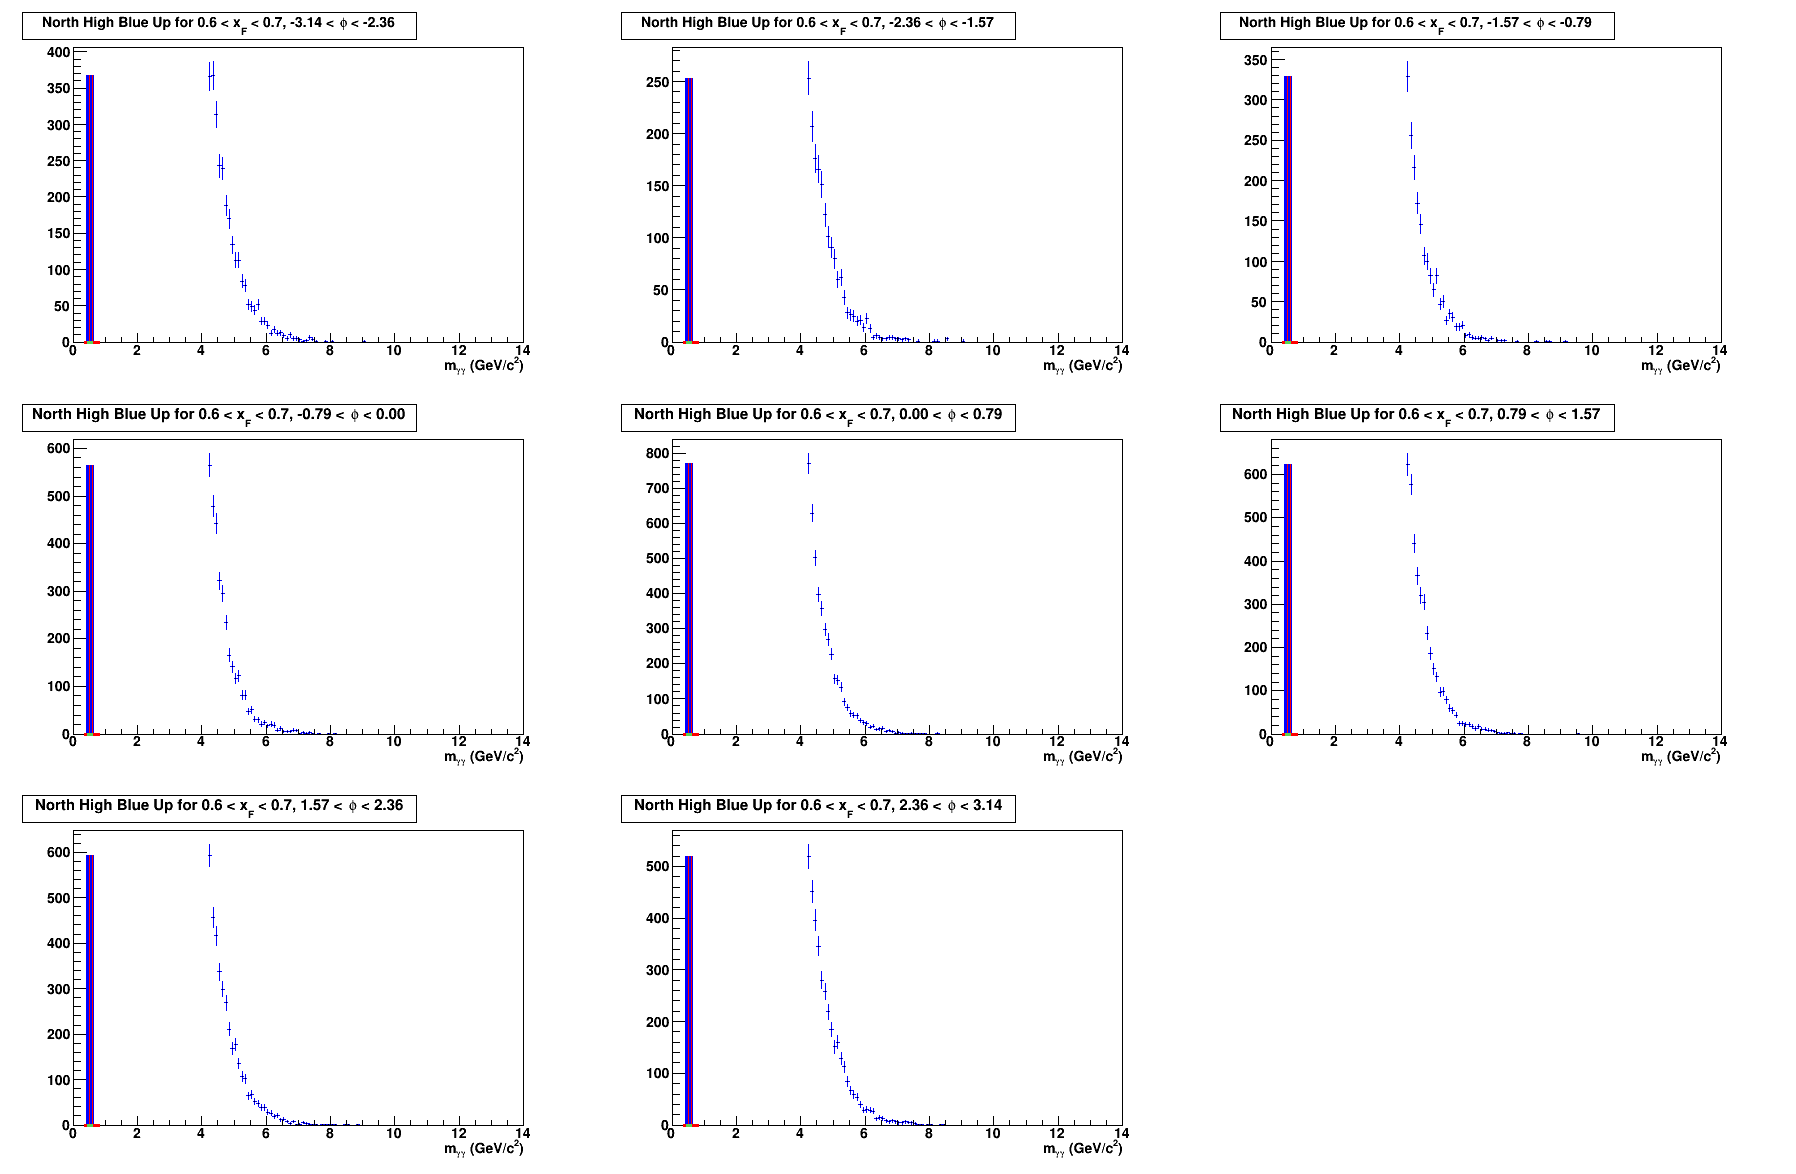 North High Blue Up for 0.6 < x_F < 0.7, -3.14 < ϕ < -2.36
400
350
300
250
200
150
100
50
0
0 2 4 6 8 10 12 14
m_γγ (GeV/c²)
North High Blue Up for 0.6 < x_F < 0.7, -2.36 < ϕ < -1.57
250
200
150
100
50
0
0 2 4 6 8 10 12 14
m_γγ (GeV/c²)
North High Blue Up for 0.6 < x_F < 0.7, -1.57 < ϕ < -0.79
350
300
250
200
150
100
50
0
0 2 4 6 8 10 12 14
m_γγ (GeV/c²)
North High Blue Up for 0.6 < x_F < 0.7, -0.79 < ϕ < 0.00
600
500
400
300
200
100
0
0 2 4 6 8 10 12 14
m_γγ (GeV/c²)
North High Blue Up for 0.6 < x_F < 0.7, 0.00 < ϕ < 0.79
800
700
600
500
400
300
200
100
0
0 2 4 6 8 10 12 14
m_γγ (GeV/c²)
North High Blue Up for 0.6 < x_F < 0.7, 0.79 < ϕ < 1.57
600
500
400
300
200
100
0
0 2 4 6 8 10 12 14
m_γγ (GeV/c²)
North High Blue Up for 0.6 < x_F < 0.7, 1.57 < ϕ < 2.36
600
500
400
300
200
100
0
0 2 4 6 8 10 12 14
m_γγ (GeV/c²)
North High Blue Up for 0.6 < x_F < 0.7, 2.36 < ϕ < 3.14
500
400
300
200
100
0
0 2 4 6 8 10 12 14
m_γγ (GeV/c²)